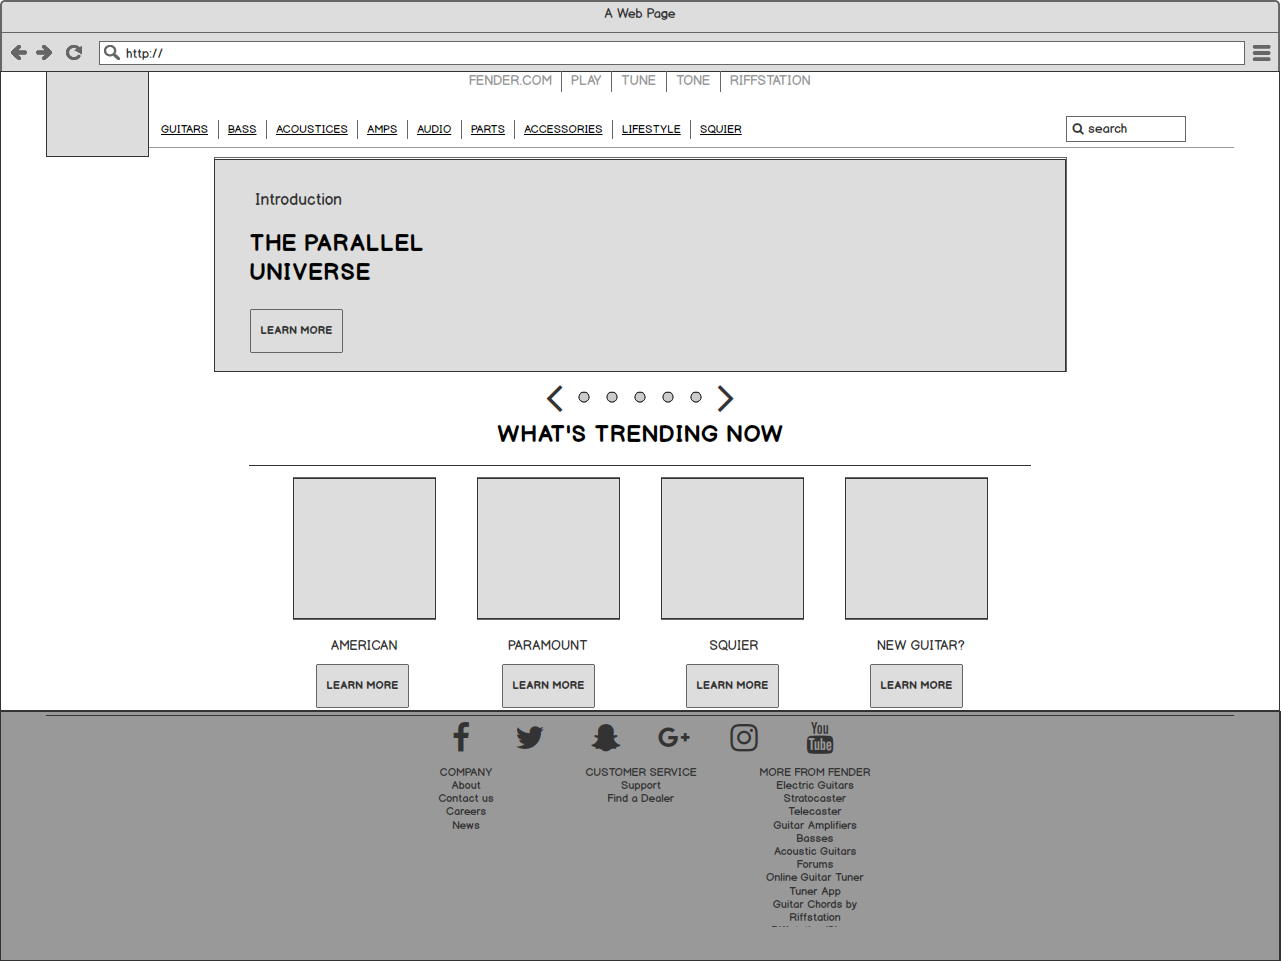 A Web Page
http://
FENDER.COM PLAY TUNE TONE RIFFSTATION
GUITARS BASS ACOUSTICES AMPS AUDIO PARTS ACCESSORIES LIFESTYLE SQUIER
search
Introduction
THE PARALLEL
UNIVERSE
LEARN MORE
WHAT'S TRENDING NOW
AMERICAN PARAMOUNT SQUIER NEW GUITAR?
LEARN MORE LEARN MORE LEARN MORE LEARN MORE
You
Tube
COMPANY
About
Contact us
Careers
News
CUSTOMER SERVICE
Support
Find a Dealer
MORE FROM FENDER
Electric Guitars
Stratocaster
Telecaster
Guitar Amplifiers
Basses
Acoustic Guitars
Forums
Online Guitar Tuner
Tuner App
Guitar Chords by
Riffstation